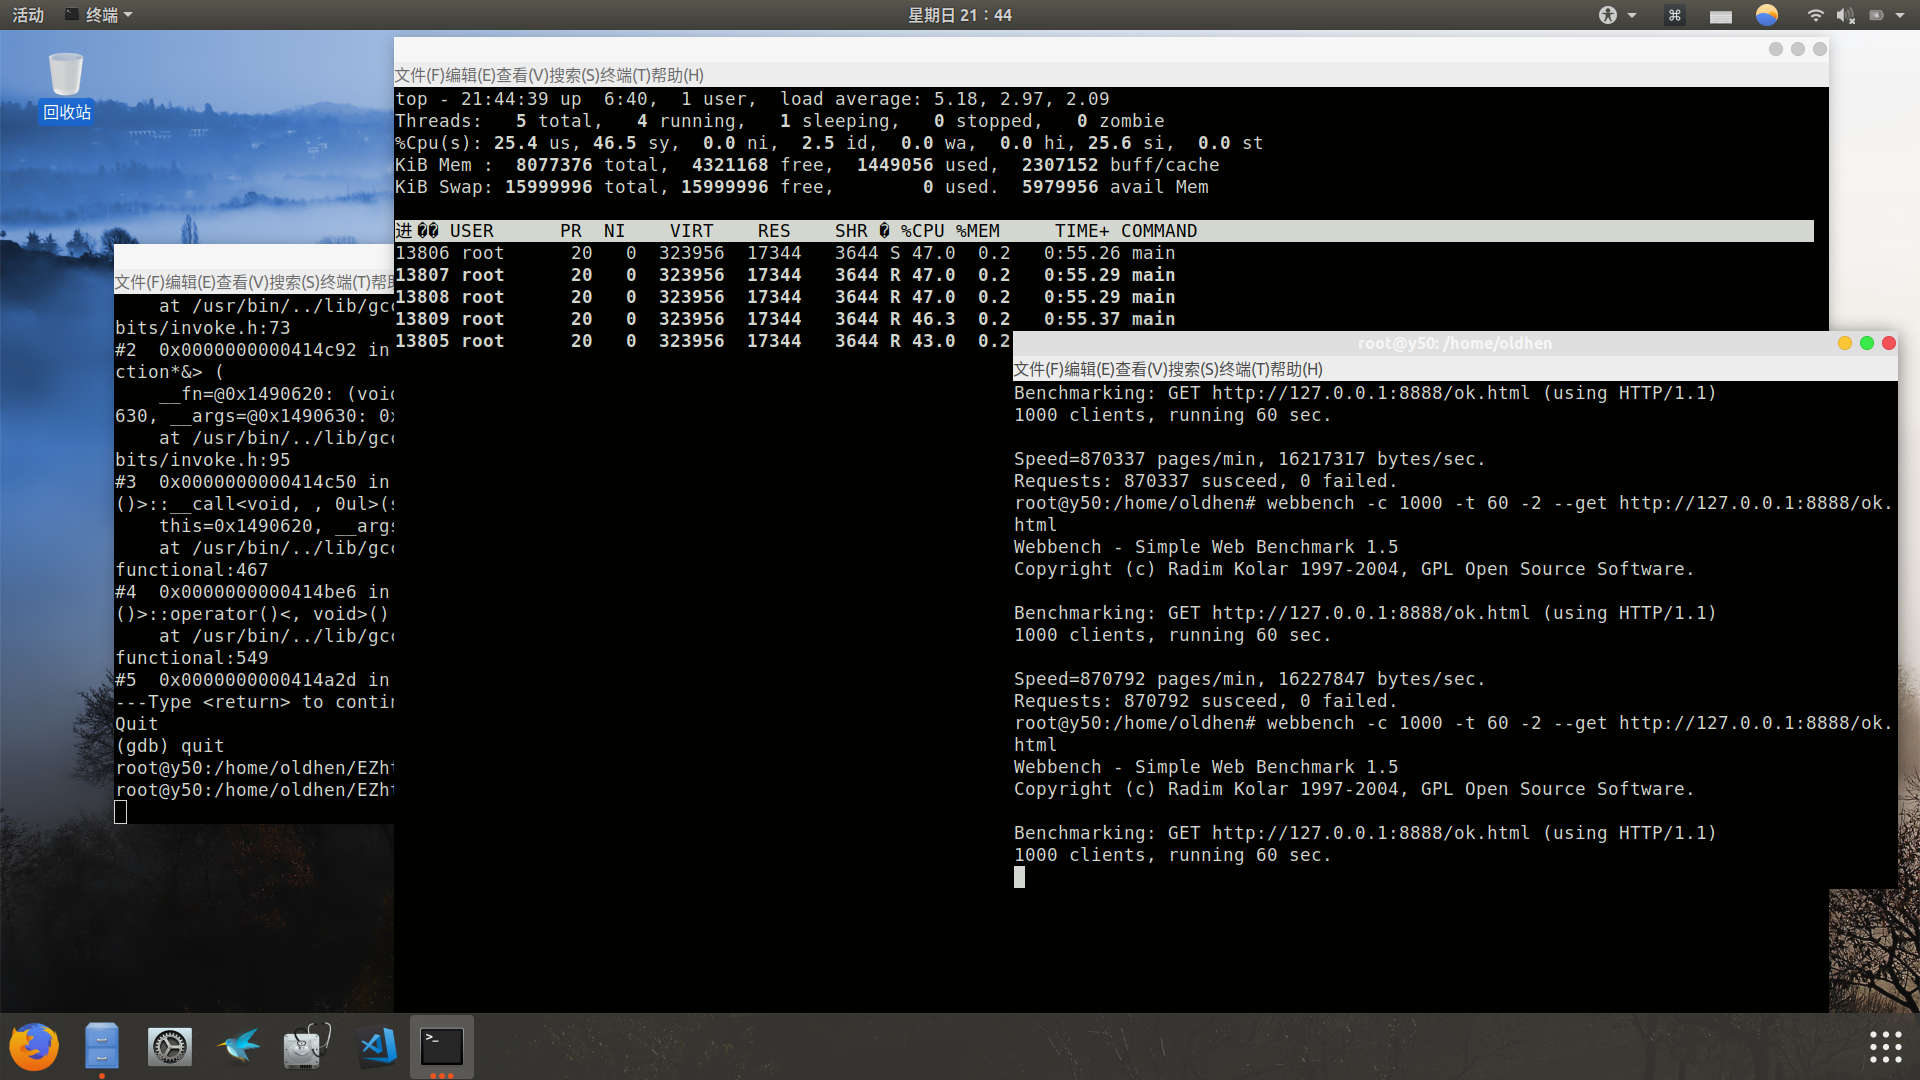 活动 终端 星期日 21：44
回收站
文件(F)编辑(E)查看(V)搜索(S)终端(T)帮助(H)
top - 21:44:39 up  6:40,  1 user,  load average: 5.18, 2.97, 2.09
Threads:   5 total,   4 running,   1 sleeping,   0 stopped,   0 zombie
%Cpu(s): 25.4 us, 46.5 sy,  0.0 ni,  2.5 id,  0.0 wa,  0.0 hi, 25.6 si,  0.0 st
KiB Mem :  8077376 total,  4321168 free,  1449056 used,  2307152 buff/cache
KiB Swap: 15999996 total, 15999996 free,        0 used.  5979956 avail Mem
进�� USER      PR  NI    VIRT    RES    SHR � %CPU %MEM     TIME+ COMMAND
13806 root      20   0  323956  17344   3644 S 47.0  0.2   0:55.26 main
13807 root      20   0  323956  17344   3644 R 47.0  0.2   0:55.29 main
13808 root      20   0  323956  17344   3644 R 47.0  0.2   0:55.29 main
13809 root      20   0  323956  17344   3644 R 46.3  0.2   0:55.37 main
13805 root      20   0  323956  17344   3644 R 43.0  0.2
文件(F)编辑(E)查看(V)搜索(S)终端(T)帮
    at /usr/bin/../lib/gc
bits/invoke.h:73
#2  0x0000000000414c92 in
ction*&> (
    __fn=@0x1490620: (voi
630, __args=@0x1490630: 0
    at /usr/bin/../lib/gc
bits/invoke.h:95
#3  0x0000000000414c50 in
()>::__call<void, , 0ul>(
    this=0x1490620, __args
    at /usr/bin/../lib/gc
functional:467
#4  0x0000000000414be6 in
()>::operator()<, void>()
    at /usr/bin/../lib/gc
functional:549
#5  0x0000000000414a2d in
---Type <return> to conti
Quit
(gdb) quit
root@y50:/home/oldhen/EZh
root@y50:/home/oldhen/EZh
root@y50: /home/oldhen
文件(F)编辑(E)查看(V)搜索(S)终端(T)帮助(H)
Benchmarking: GET http://127.0.0.1:8888/ok.html (using HTTP/1.1)
1000 clients, running 60 sec.
Speed=870337 pages/min, 16217317 bytes/sec.
Requests: 870337 susceed, 0 failed.
root@y50:/home/oldhen# webbench -c 1000 -t 60 -2 --get http://127.0.0.1:8888/ok.
html
Webbench - Simple Web Benchmark 1.5
Copyright (c) Radim Kolar 1997-2004, GPL Open Source Software.
Benchmarking: GET http://127.0.0.1:8888/ok.html (using HTTP/1.1)
1000 clients, running 60 sec.
Speed=870792 pages/min, 16227847 bytes/sec.
Requests: 870792 susceed, 0 failed.
root@y50:/home/oldhen# webbench -c 1000 -t 60 -2 --get http://127.0.0.1:8888/ok.
html
Webbench - Simple Web Benchmark 1.5
Copyright (c) Radim Kolar 1997-2004, GPL Open Source Software.
Benchmarking: GET http://127.0.0.1:8888/ok.html (using HTTP/1.1)
1000 clients, running 60 sec.